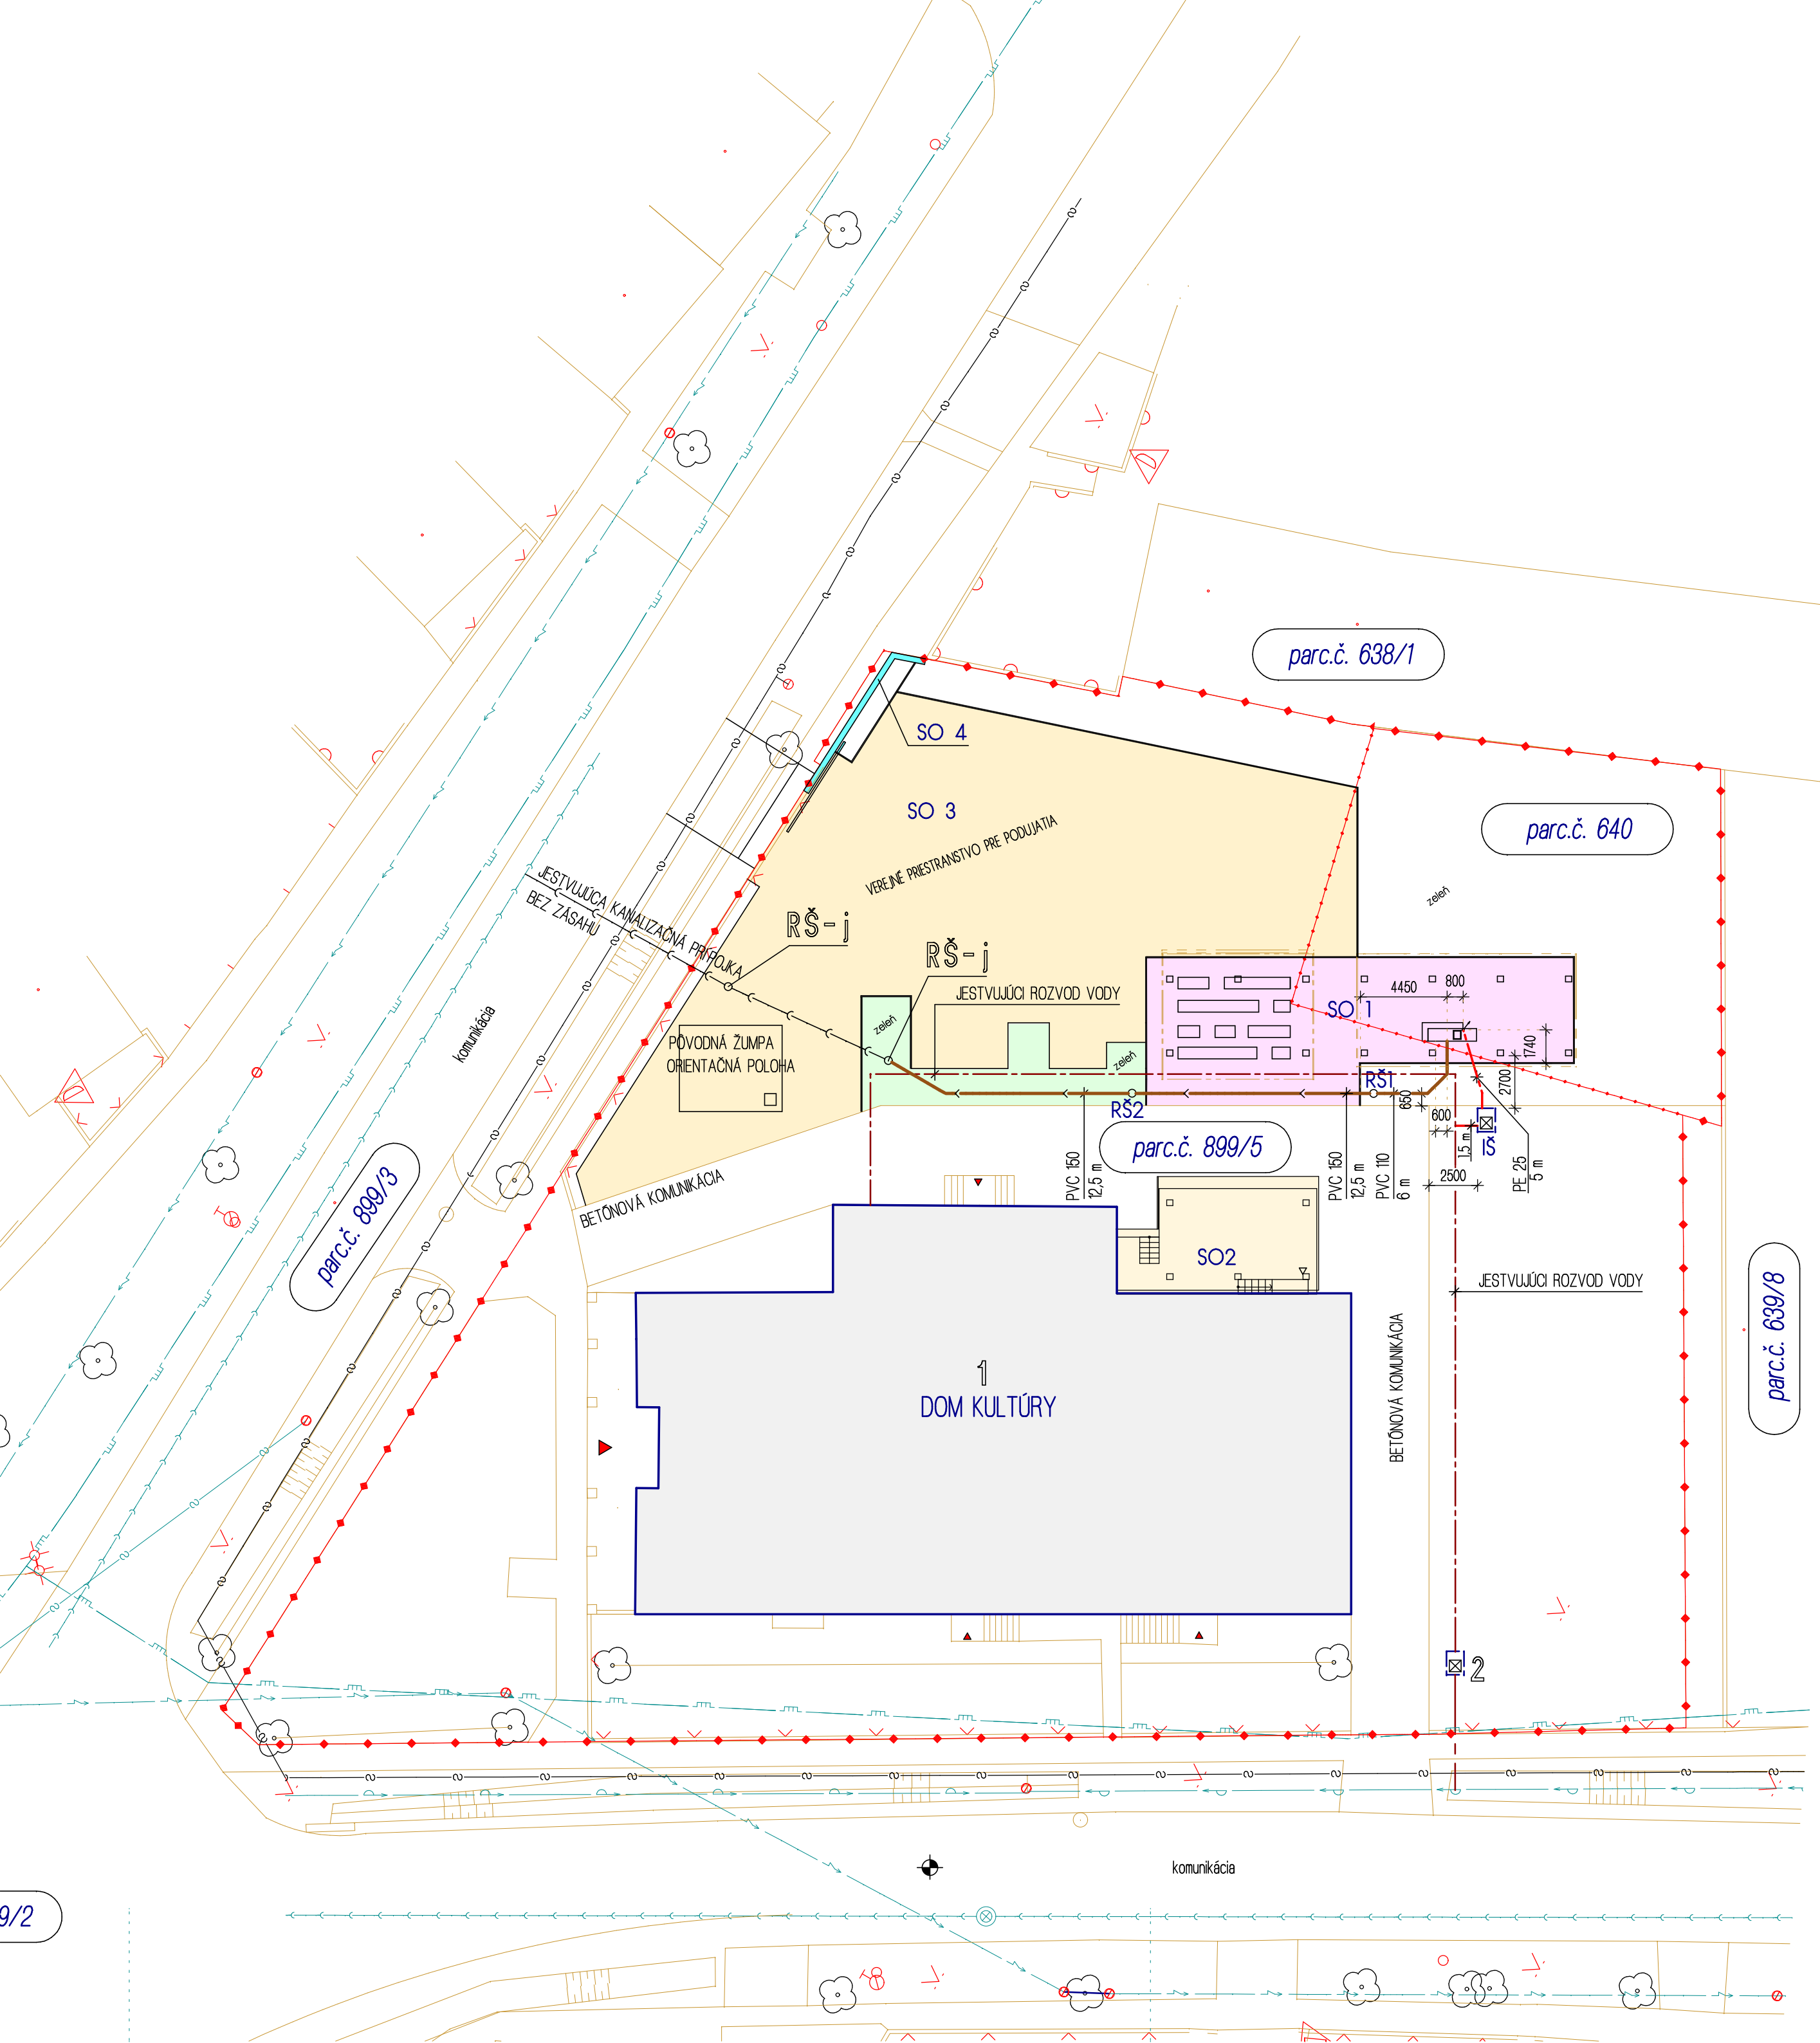 parc.č. 638/1
SO 4
parc.č. 640
SO 3
VEREJNÉ PRIESTRANSTVO PRE PODUJATIA
JESTVUJÚCA KANALIZAČNÁ PRÍPOJKA
BEZ ZÁSAHU
zeleň
RŠ-j
RŠ-j
JESTVUJÚCI ROZVOD VODY
4450
800
SO 1
komunikácia
zeleň
PÔVODNÁ ŽUMPA
ORIENTAČNÁ POLOHA
zeleň
1740
RŠ1
2700
650
RŠ2
600
IŠ
1,5 m
parc.č. 899/5
PVC 150
12,5 m
PVC 150
12,5 m
PVC 110
6 m
2500
PE 25
5 m
BETÓNOVÁ KOMUNIKÁCIA
parc.č. 899/3
SO2
JESTVUJÚCI ROZVOD VODY
parc.č. 639/8
BETÓNOVÁ KOMUNIKÁCIA
1
DOM KULTÚRY
2
komunikácia
9/2